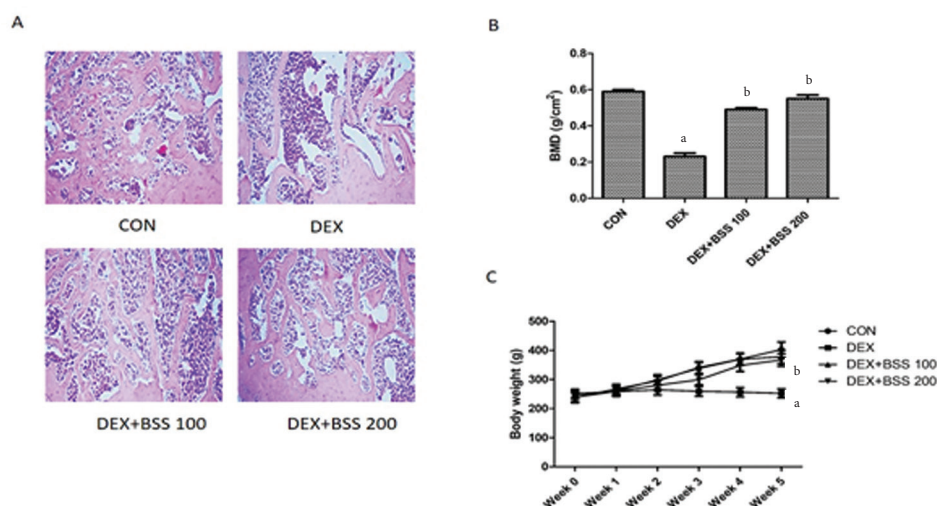 A
CON
DEX
DEX+BSS 100
DEX+BSS 200
B
BMD (g/cm²)
0.8
0.6
0.4
0.2
0.0
a
b
b
CON
DEX
DEX+BSS 100
DEX+BSS 200
C
Body weight (g)
500
400
300
200
100
0
b
a
Week 0
Week 1
Week 2
Week 3
Week 4
Week 5
CON
DEX
DEX+BSS 100
DEX+BSS 200